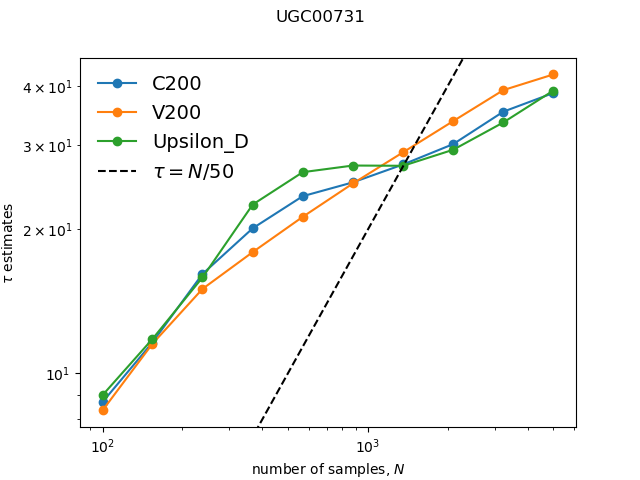 UGC00731
C200
V200
Upsilon_D
τ = N/50
4 × 10¹
3 × 10¹
2 × 10¹
10¹
τ estimates
10² 10³
number of samples, N